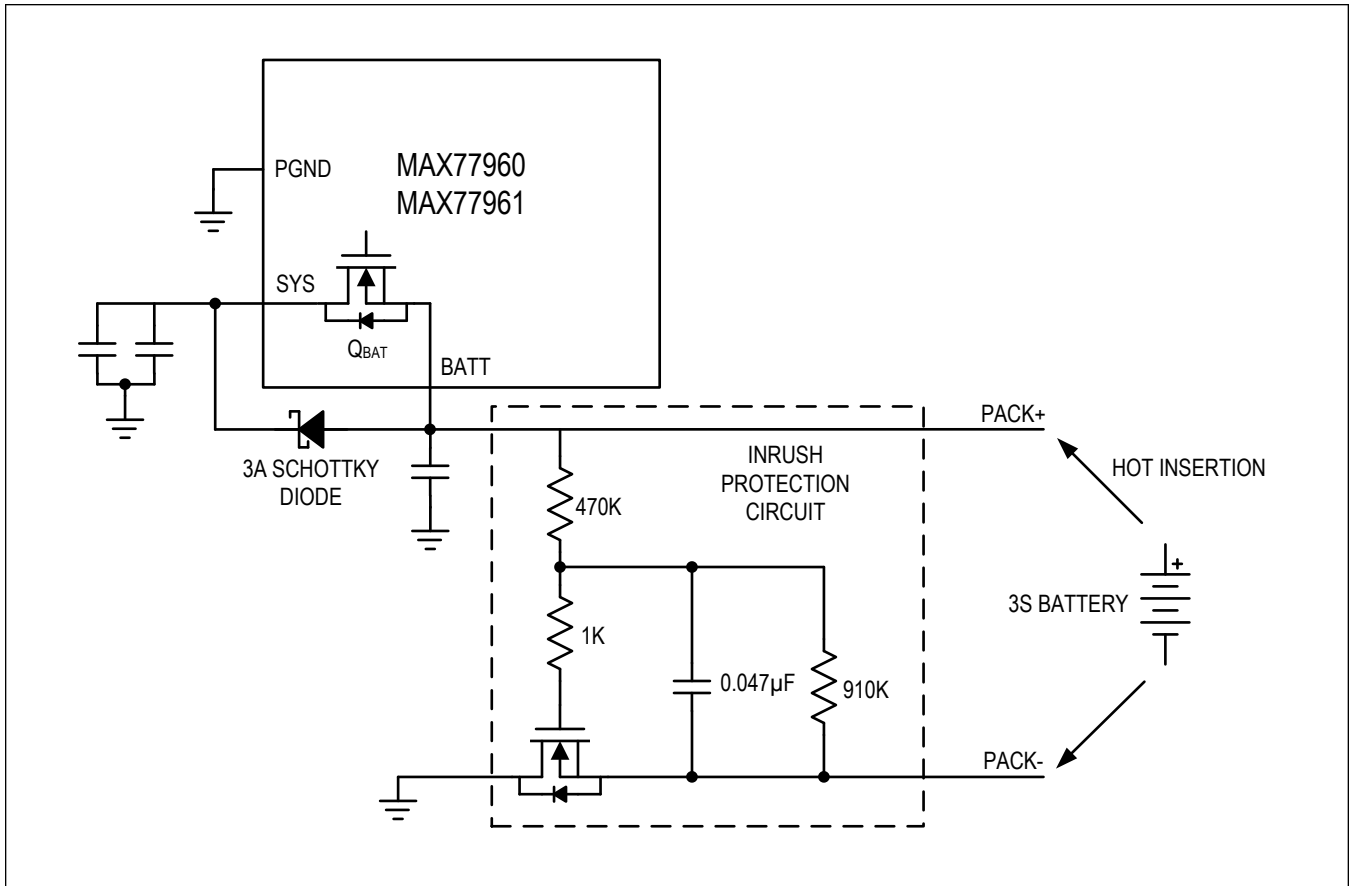 PGND
MAX77960
MAX77961
SYS
QBAT
BATT
3A SCHOTTKY
DIODE
INRUSH
PROTECTION
CIRCUIT
PACK+
HOT INSERTION
470K
3S BATTERY
+
1K
0.047µF
910K
PACK-